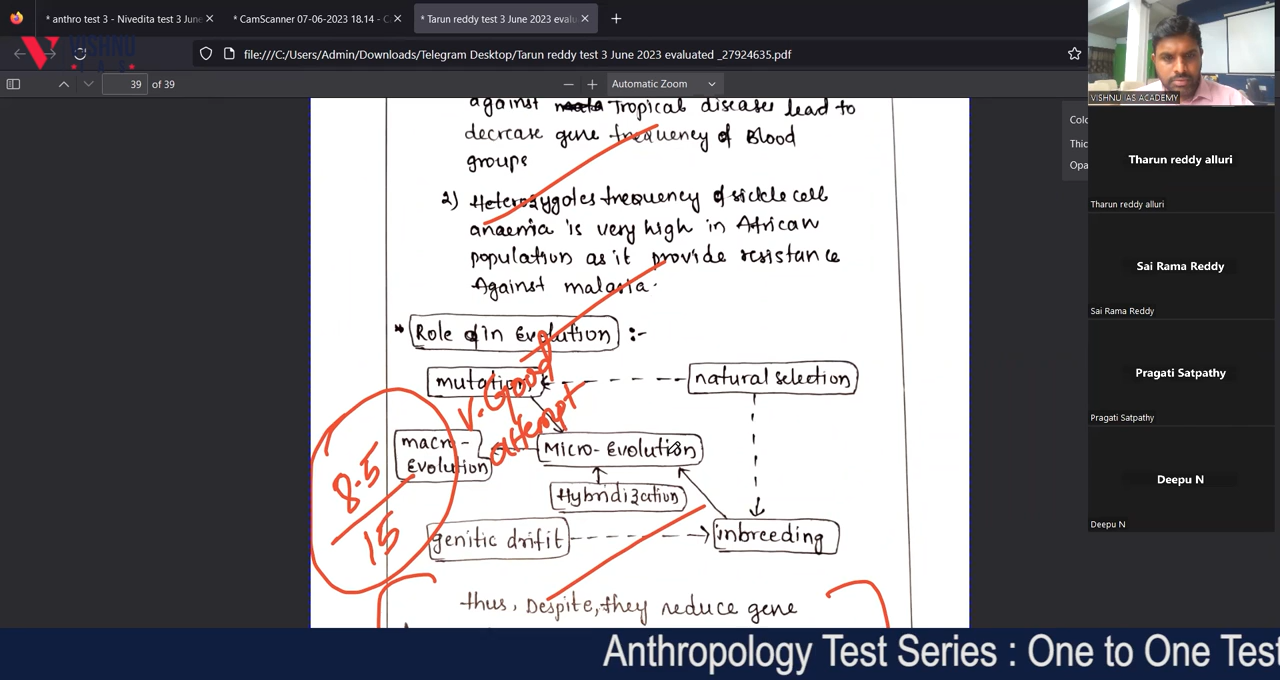 * anthro test 3 - Nivedita test 3 June
* CamScanner 07-06-2023 18.14 - C
* Tarun reddy test 3 June 2023 evalu
VISHNU
IAS
file:///C:/Users/Admin/Downloads/Telegram Desktop/Tarun reddy test 3 June 2023 evaluated _27924635.pdf
39 of 39
Automatic Zoom
against Tropical diseases lead to
decrease gene frequency of Blood
groups
2) Heterozygotes frequency of sickle cell
anaemia is very high in African
population as it provide resistance
Against malaria.
Role of in Evolution :-
mutation
natural selection
V. Good
attempt
macro-
Evolution
Micro-Evolution
8.5
15
Hybridization
genitic drifit
inbreeding
thus, Despite, they reduce gene
Colo
Thic
Opa
VISHNU IAS ACADEMY
Tharun reddy alluri
Tharun reddy alluri
Sai Rama Reddy
Sai Rama Reddy
Pragati Satpathy
Pragati Satpathy
Deepu N
Deepu N
Anthropology Test Series : One to One Test